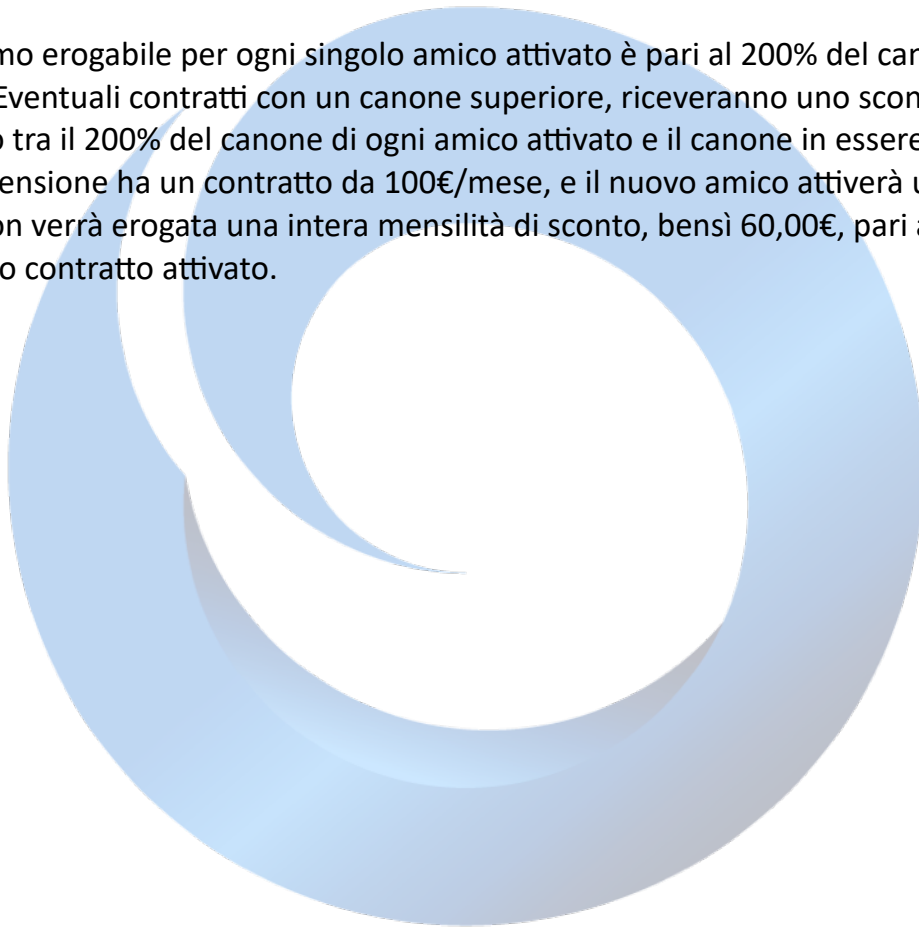 mo erogabile per ogni singolo amico attivato è pari al 200% del can
Eventuali contratti con un canone superiore, riceveranno uno scon
o tra il 200% del canone di ogni amico attivato e il canone in essere
ensione ha un contratto da 100€/mese, e il nuovo amico attiverà u
on verrà erogata una intera mensilità di sconto, bensì 60,00€, pari a
o contratto attivato.